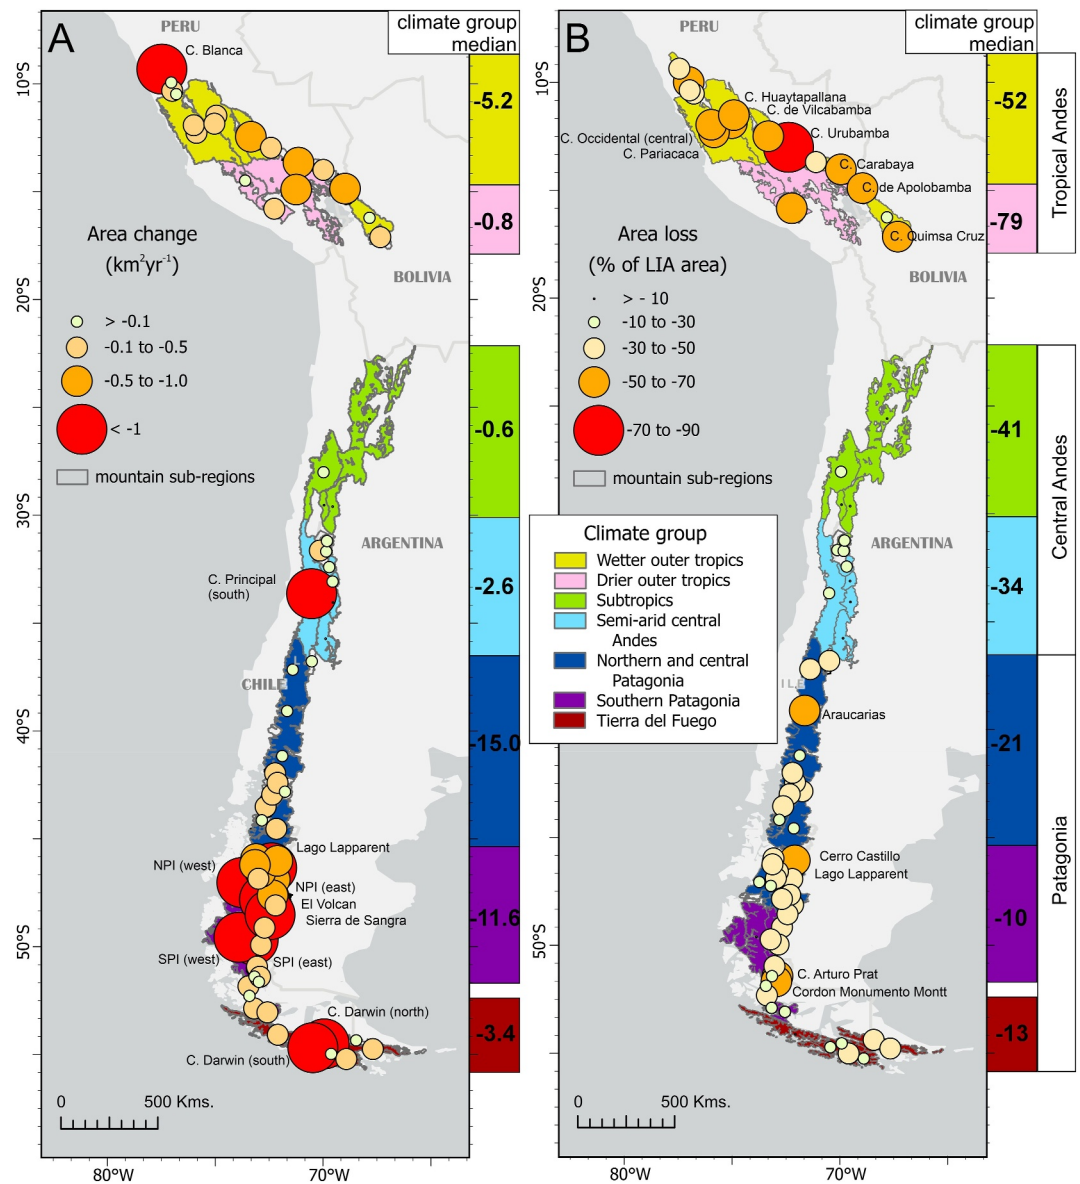 A
PERU
climate group
median
C. Blanca
10°S
-5.2
-0.8
Area change
(km²yr⁻¹)
BOLIVIA
> -0.1
-0.1 to -0.5
-0.5 to -1.0
< -1
mountain sub-regions
20°S
-0.6
30°S
ARGENTINA
C. Principal
(south)
-2.6
CHILE
40°S
-15.0
Lago Lapparent
NPI (west)
NPI (east)
El Volcan
Sierra de Sangra
-11.6
50°S
SPI (west)
SPI (east)
C. Darwin (north)
C. Darwin (south)
-3.4
0 500 Kms.
80°W 70°W
B
PERU
climate group
median
10°S
C. Huaytapallana
C. de Vilcabamba
C. Occidental (central)
C. Urubamba
C. Pariacaca
C. Carabaya
C. de Apolobamba
C. Quimsa Cruz
-52
-79
Tropical Andes
Area loss
(% of LIA area)
BOLIVIA
> - 10
-10 to -30
-30 to -50
-50 to -70
-70 to -90
mountain sub-regions
20°S
-41
Central Andes
ARGENTINA
-34
Climate group
Wetter outer tropics
Drier outer tropics
Subtropics
Semi-arid central
Andes
Northern and central
Patagonia
Southern Patagonia
Tierra del Fuego
ILE
Araucarias
-21
Patagonia
Cerro Castillo
Lago Lapparent
-10
50°S
C. Arturo Prat
Cordon Monumento Montt
-13
0 500 Kms.
80°W 70°W